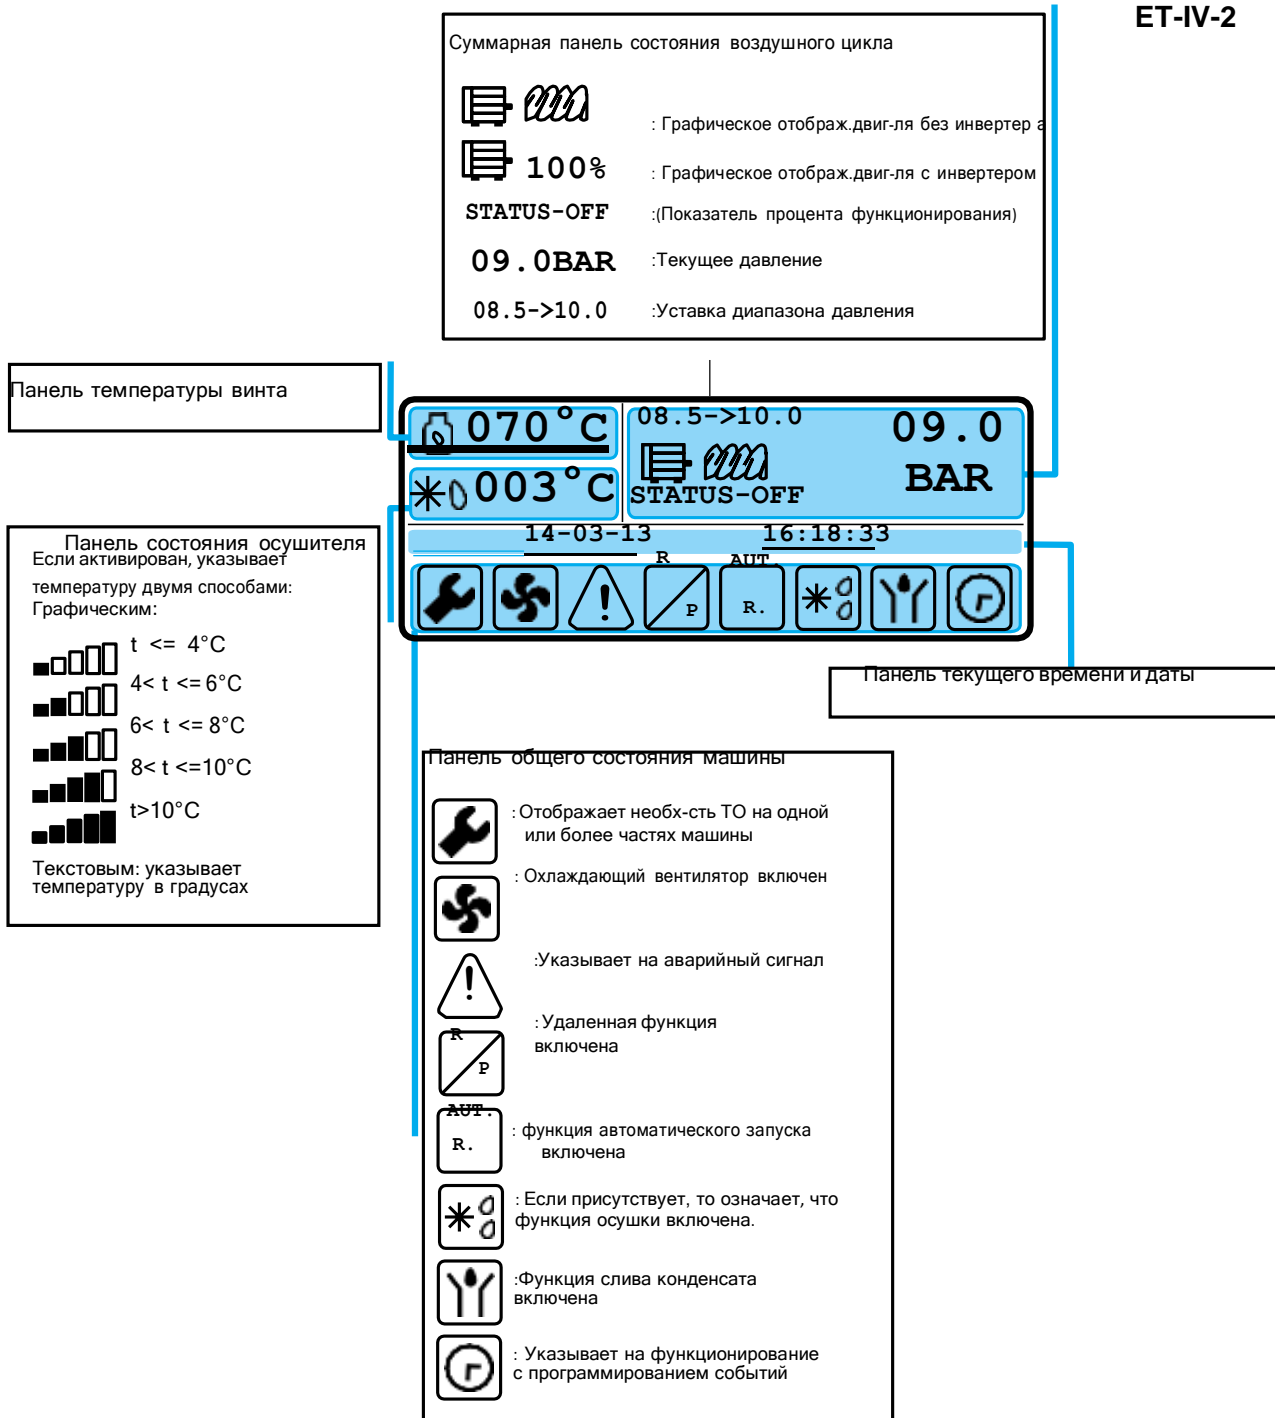 ET-IV-2
Суммарная панель состояния воздушного цикла
: Графическое отображ.двиг-ля без инвертер а
100%
: Графическое отображ.двиг-ля с инвертером
STATUS-OFF
:(Показатель процента функционирования)
09.0BAR
:Текущее давление
08.5->10.0
:Уставка диапазона давления
Панель температуры винта
070°C
08.5->10.0
09.0
BAR
003°C
STATUS-OFF
14-03-13
16:18:33
R
P
AUT.
R.
Панель состояния осушителя
Если активирован, указывает
температуру двумя способами:
Графическим:
t <= 4°C
4< t <= 6°C
6< t <= 8°C
8< t <=10°C
t>10°C
Текстовым: указывает
температуру в градусах
Панель текущего времени и даты
Панель общего состояния машины
: Отображает необх-сть ТО на одной
или более частях машины
: Охлаждающий вентилятор включен
:Указывает на аварийный сигнал
: Удаленная функция
включена
R
P
AUT.
R.
: функция автоматического запуска
включена
: Если присутствует, то означает, что
функция осушки включена.
:Функция слива конденсата
включена
: Указывает на функционирование
с программированием событий